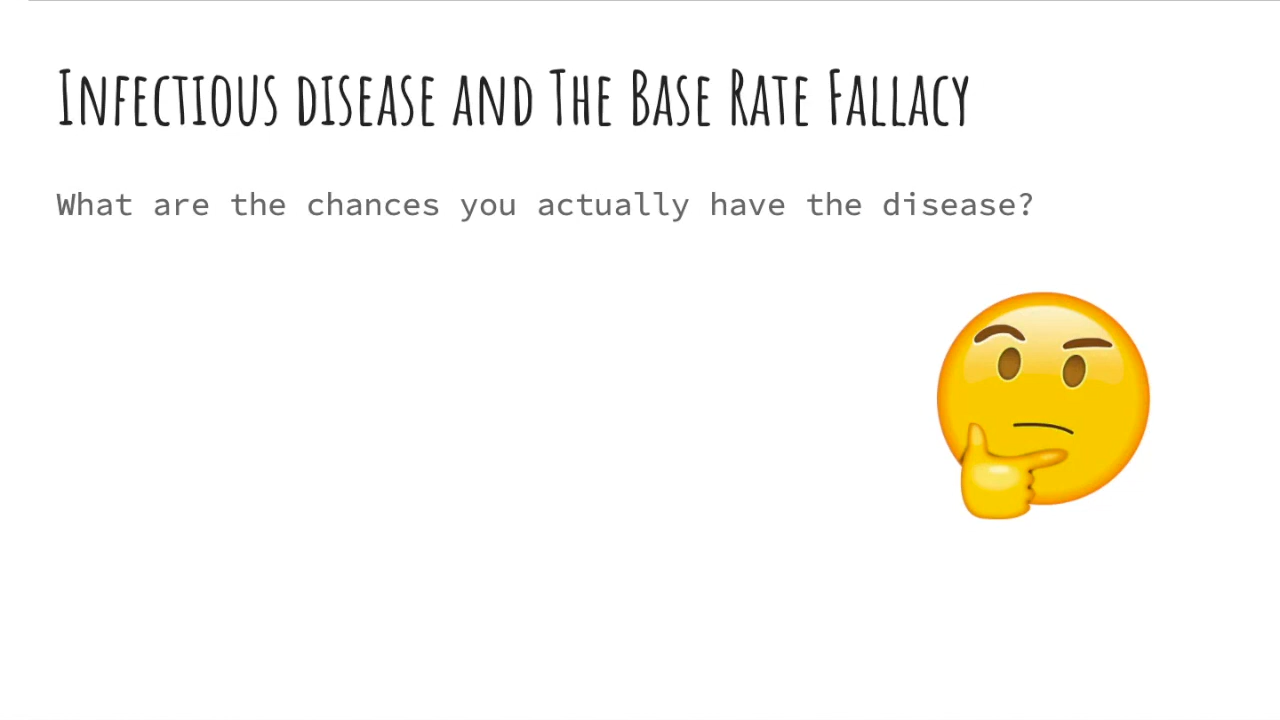 Infectious disease and The Base Rate Fallacy
What are the chances you actually have the disease?